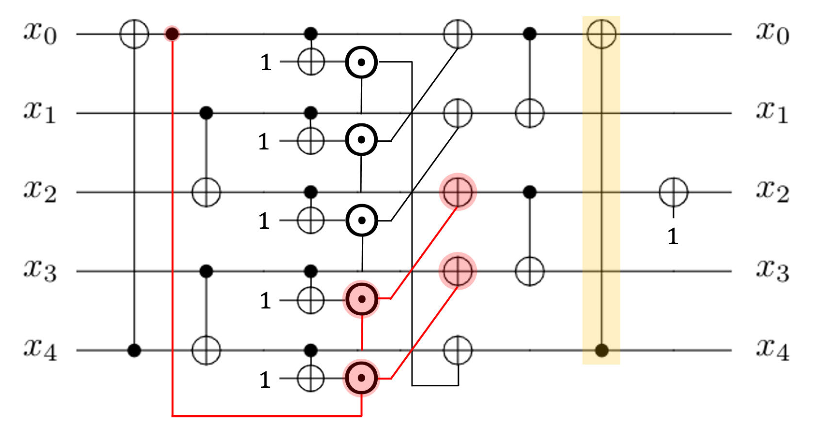 x₀ x₀
1
x₁ x₁
1
x₂ x₂
1 1
x₃ x₃
1
x₄ x₄
1